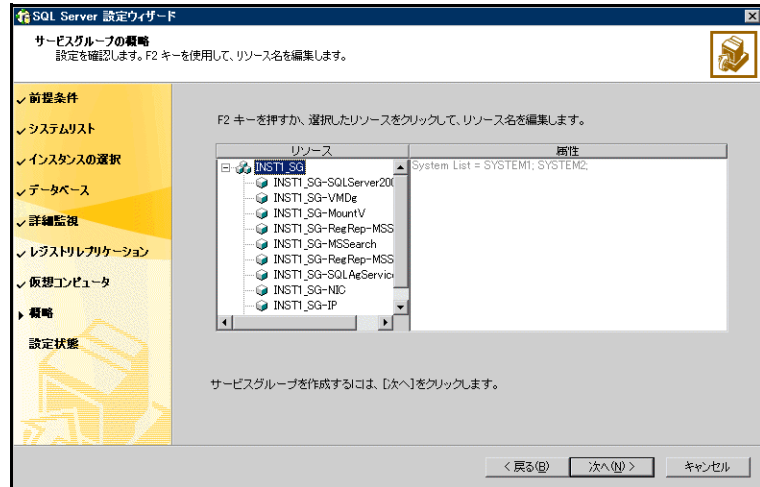 SQL Server 設定ウィザード
サービスグループの概略
設定を確認します。F2 キーを使用して、リソース名を編集します。
前提条件
システムリスト
インスタンスの選択
データベース
詳細監視
レジストリレプリケーション
仮想コンピュータ
概略
設定状態
F2 キーを押すか、選択したリソースをクリックして、リソース名を編集します。
リソース
属性
INST1_SG
System List = SYSTEM1; SYSTEM2;
INST1_SG-SQLServer200
INST1_SG-VMDg
INST1_SG-MountV
INST1_SG-RegRep-MSS
INST1_SG-MSSearch
INST1_SG-RegRep-MSS
INST1_SG-SQLAgService
INST1_SG-NIC
INST1_SG-IP
サービスグループを作成するには、[次へ]をクリックします。
< 戻る(B)
次へ(N) >
キャンセル